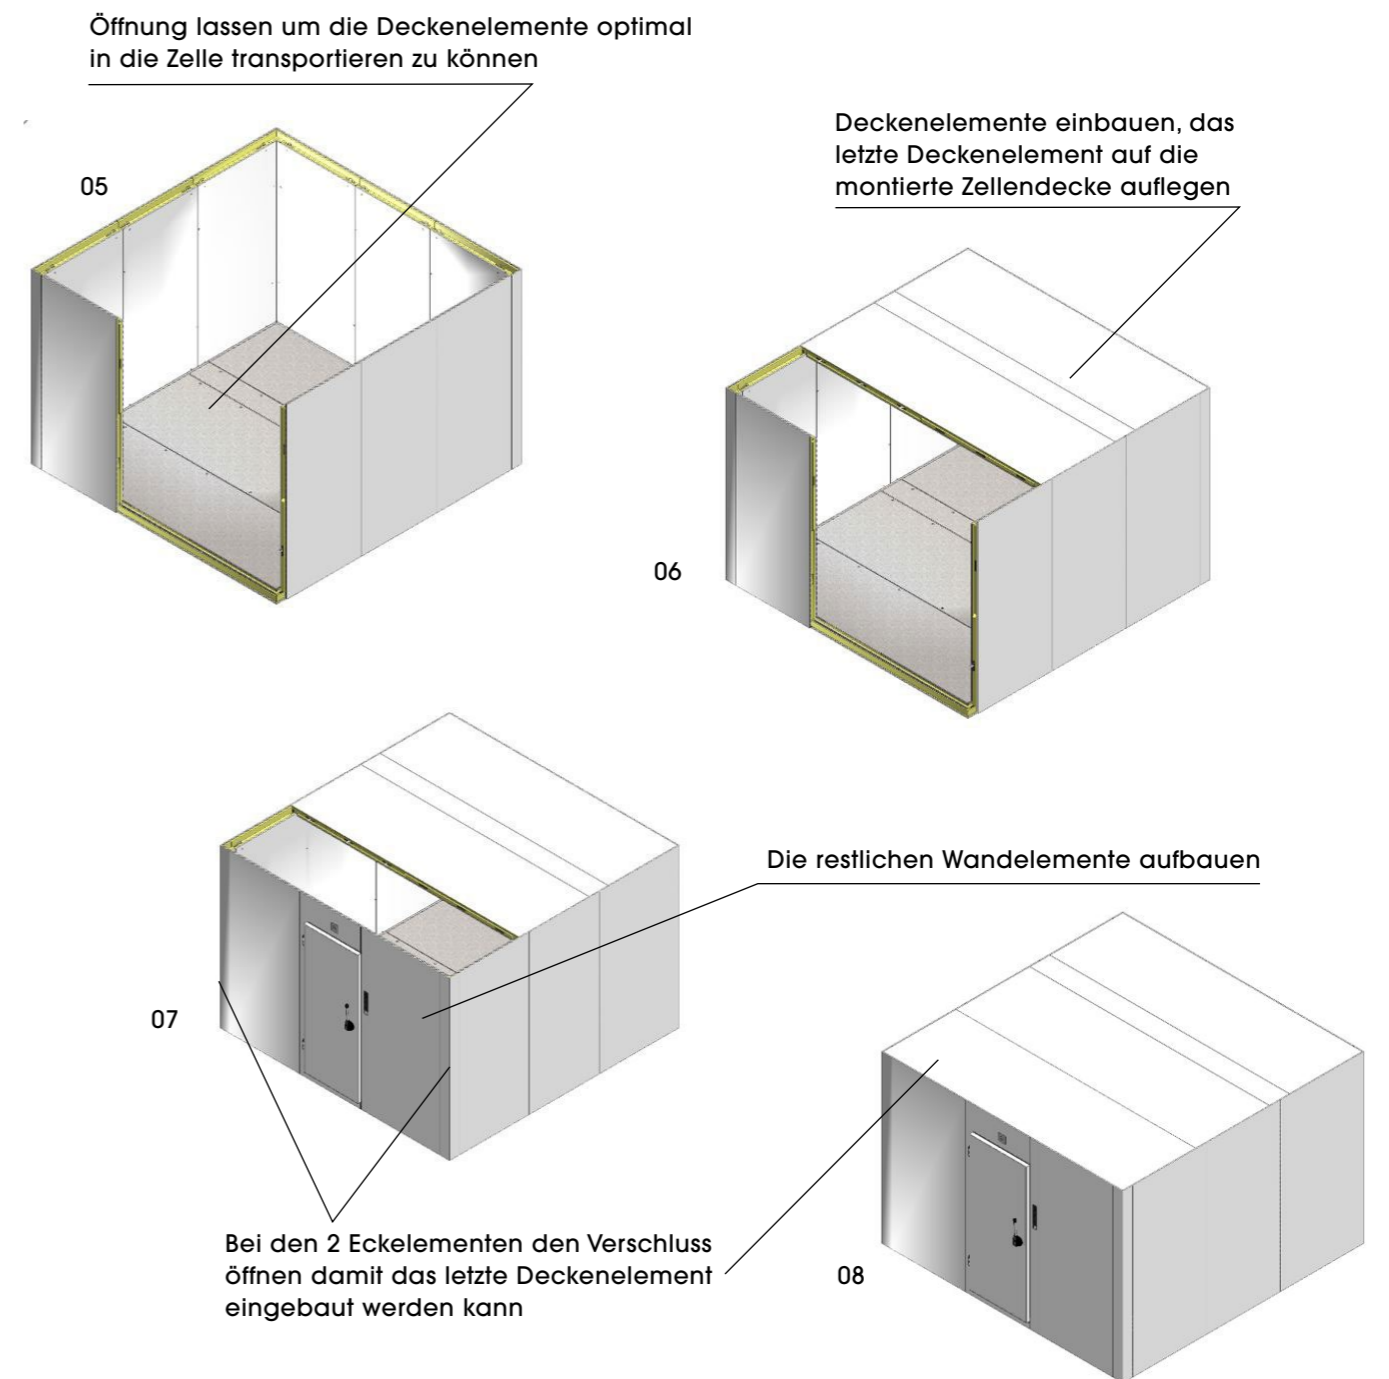 Öffnung lassen um die Deckenelemente optimal
in die Zelle transportieren zu können
05
Deckenelemente einbauen, das
letzte Deckenelement auf die
montierte Zellendecke auflegen
06
Die restlichen Wandelemente aufbauen
07
Bei den 2 Eckelementen den Verschluss
öffnen damit das letzte Deckenelement
eingebaut werden kann
08